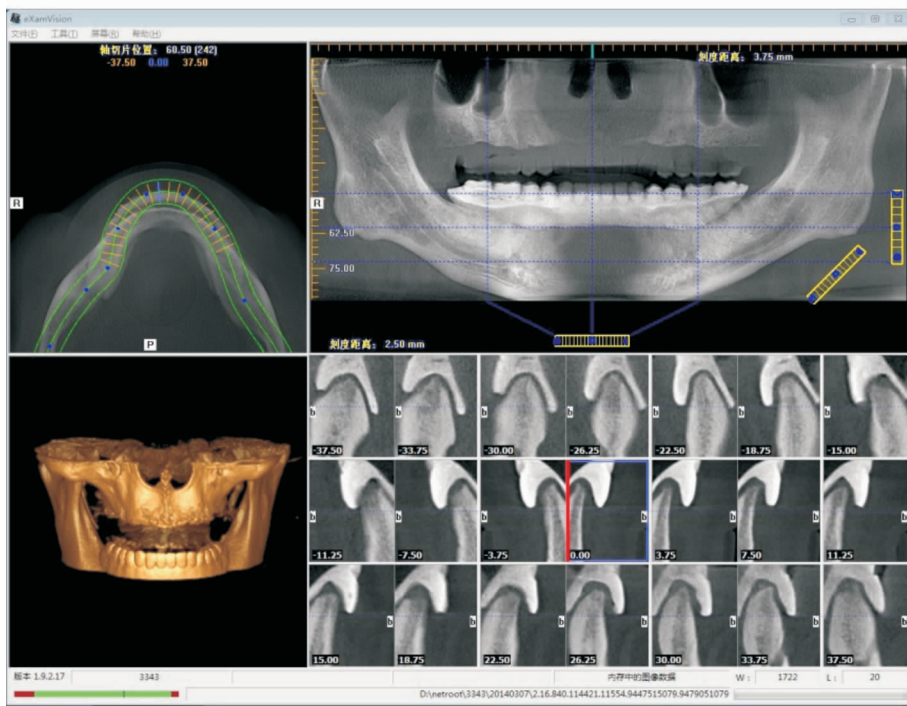 eXamVision
文件(F) 工具(T) 屏幕(R) 帮助(H)
轴切片位置: 60.50 (242)
-37.50 0.00 37.50
R
P
刻度距离: 3.75 mm
R
62.50
75.00
刻度距离: 2.50 mm
b b b b b b b
-37.50 -33.75 -30.00 -26.25 -22.50 -18.75 -15.00
b b b b b b b
-11.25 -7.50 -3.75 0.00 3.75 7.50 11.25
b b b b b b b
15.00 18.75 22.50 26.25 30.00 33.75 37.50
版本 1.9.2.17 3343 内存中的图像数据 W: 1722 L: 20
D:\netroot\3343\20140307\2.16.840.114421.11554.9447515079.9479051079